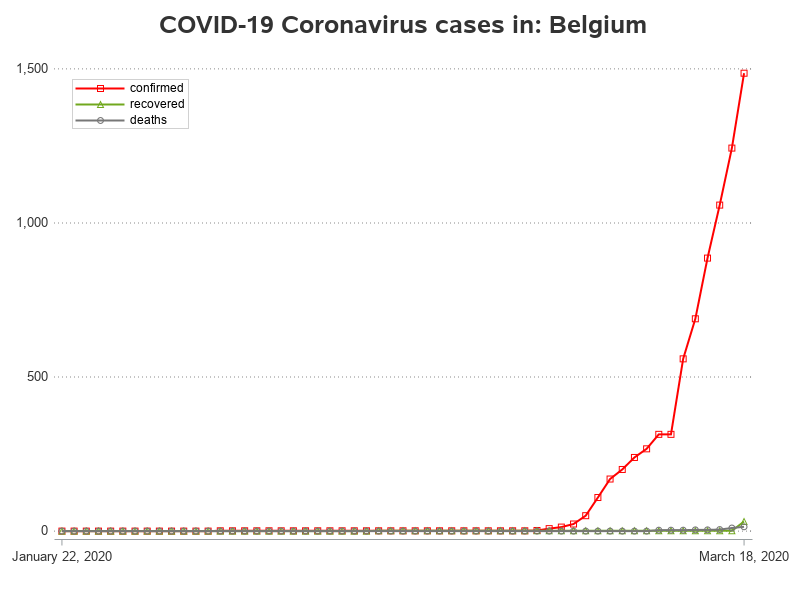 COVID-19 Coronavirus cases in: Belgium
1,500
confirmed
recovered
deaths
1,000
500
0
January 22, 2020 March 18, 2020